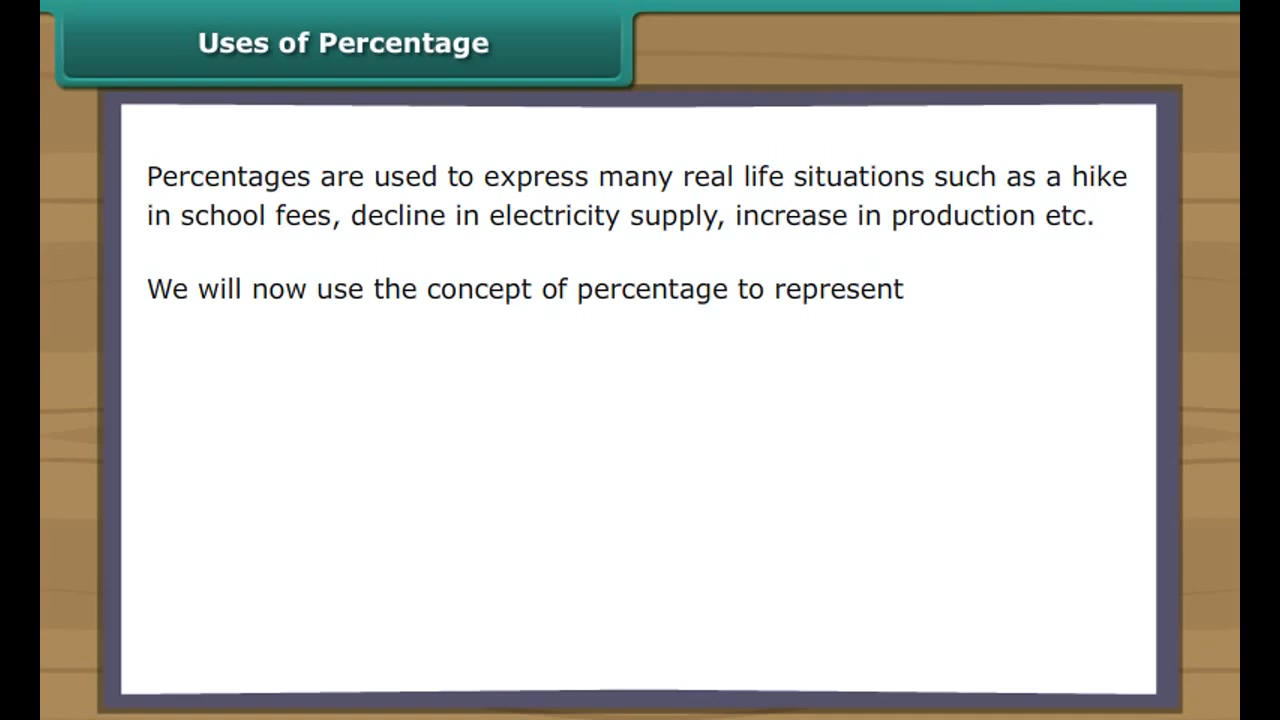 Uses of Percentage
Percentages are used to express many real life situations such as a hike
in school fees, decline in electricity supply, increase in production etc.
We will now use the concept of percentage to represent